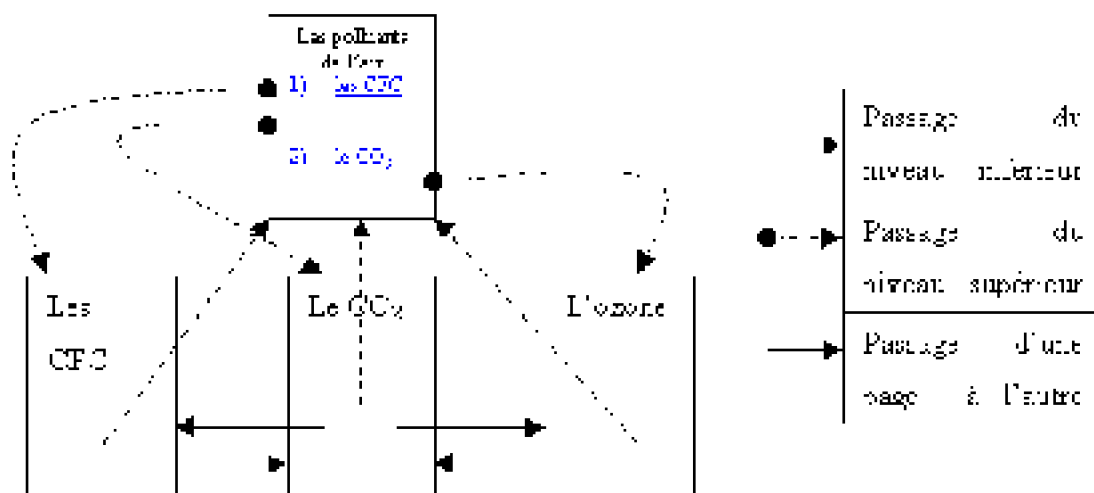 Les polluants
de l'air
1) les CFC
2) le CO2
Les
CFC
Le CO2
L'ozone
Passage du
niveau inférieur
Passage du
niveau supérieur
Passage d'une
page à l'autre